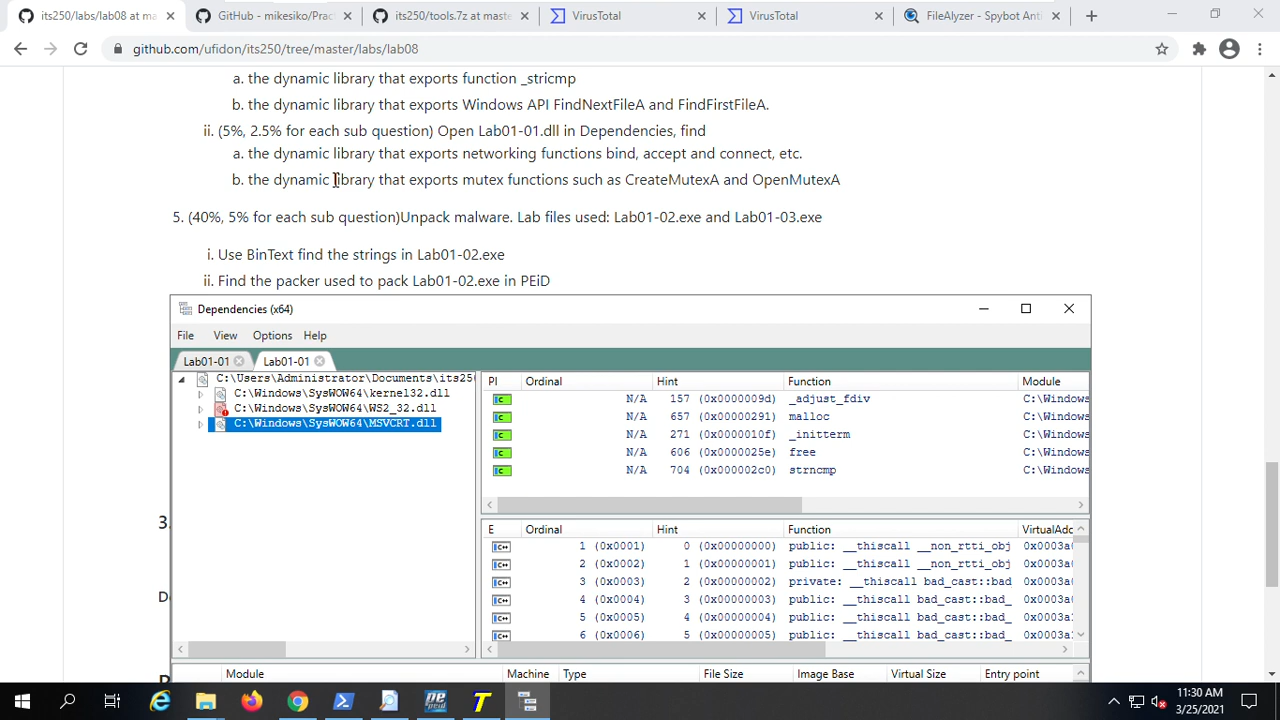 its250/labs/lab08 at ma
GitHub - mikesiko/Prac
its250/tools.7z at maste
VirusTotal
VirusTotal
FileAlyzer - Spybot Anti
github.com/ufidon/its250/tree/master/labs/lab08
a. the dynamic library that exports function _stricmp
b. the dynamic library that exports Windows API FindNextFileA and FindFirstFileA.
ii. (5%, 2.5% for each sub question) Open Lab01-01.dll in Dependencies, find
a. the dynamic library that exports networking functions bind, accept and connect, etc.
b. the dynamic library that exports mutex functions such as CreateMutexA and OpenMutexA
5. (40%, 5% for each sub question)Unpack malware. Lab files used: Lab01-02.exe and Lab01-03.exe
i. Use BinText find the strings in Lab01-02.exe
ii. Find the packer used to pack Lab01-02.exe in PEiD
Dependencies (x64)
File View Options Help
Lab01-01 Lab01-01
C:\Users\Administrator\Documents\its250
C:\Windows\SysWOW64\kernel32.dll
C:\Windows\SysWOW64\WS2_32.dll
C:\Windows\SysWOW64\MSVCRT.dll
PI Ordinal Hint Function Module
N/A 157 (0x0000009d) _adjust_fdiv C:\Windows
N/A 657 (0x00000291) malloc C:\Windows
N/A 271 (0x0000010f) _initterm C:\Windows
N/A 606 (0x0000025e) free C:\Windows
N/A 704 (0x000002c0) strncmp C:\Windows
E Ordinal Hint Function VirtualAdd
1 (0x0001) 0 (0x00000000) public: __thiscall __non_rtti_obj 0x0003a
2 (0x0002) 1 (0x00000001) public: __thiscall __non_rtti_obj 0x0003a
3 (0x0003) 2 (0x00000002) private: __thiscall bad_cast::bad 0x0003a
4 (0x0004) 3 (0x00000003) public: __thiscall bad_cast::bad_ 0x0003a
5 (0x0005) 4 (0x00000004) public: __thiscall bad_cast::bad_ 0x0003a
6 (0x0006) 5 (0x00000005) public: __thiscall bad_cast::bad_ 0x0003a
Module Machine Type File Size Image Base Virtual Size Entry point
3.
11:30 AM
3/25/2021